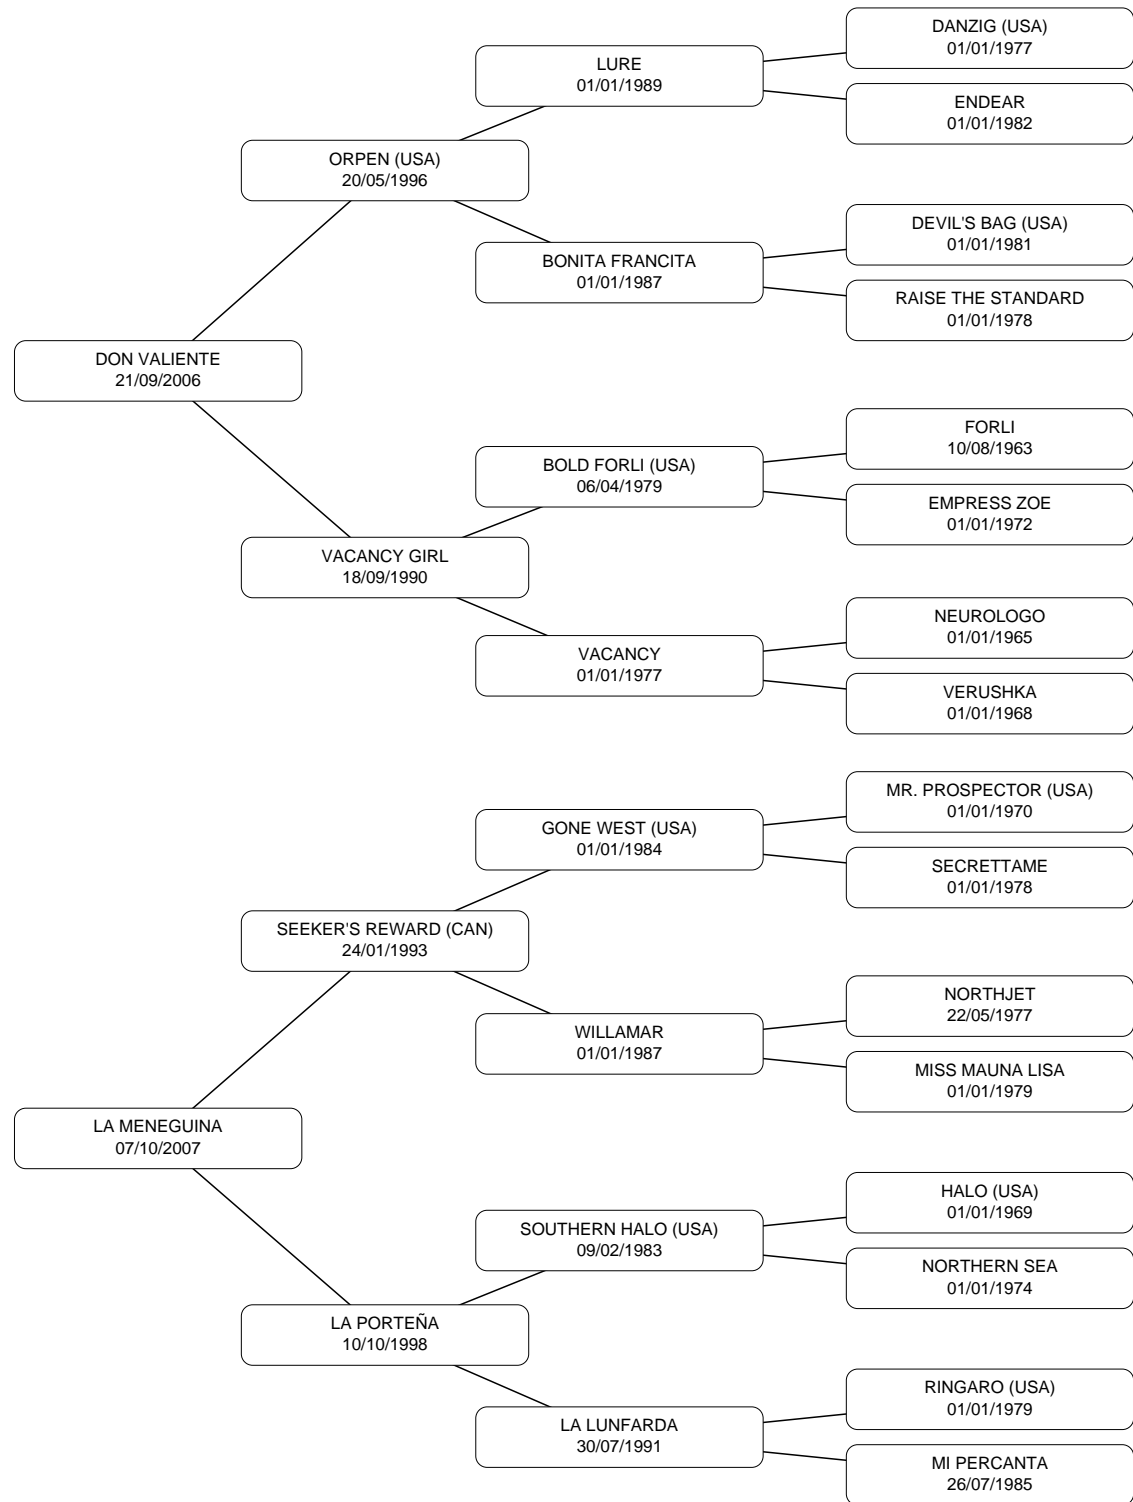 DANZIG (USA)
01/01/1977
LURE
01/01/1989
ENDEAR
01/01/1982
ORPEN (USA)
20/05/1996
DEVIL'S BAG (USA)
01/01/1981
BONITA FRANCITA
01/01/1987
RAISE THE STANDARD
01/01/1978
DON VALIENTE
21/09/2006
FORLI
10/08/1963
BOLD FORLI (USA)
06/04/1979
EMPRESS ZOE
01/01/1972
VACANCY GIRL
18/09/1990
NEUROLOGO
01/01/1965
VACANCY
01/01/1977
VERUSHKA
01/01/1968
MR. PROSPECTOR (USA)
01/01/1970
GONE WEST (USA)
01/01/1984
SECRETTAME
01/01/1978
SEEKER'S REWARD (CAN)
24/01/1993
NORTHJET
22/05/1977
WILLAMAR
01/01/1987
MISS MAUNA LISA
01/01/1979
LA MENEGUINA
07/10/2007
HALO (USA)
01/01/1969
SOUTHERN HALO (USA)
09/02/1983
NORTHERN SEA
01/01/1974
LA PORTEÑA
10/10/1998
RINGARO (USA)
01/01/1979
LA LUNFARDA
30/07/1991
MI PERCANTA
26/07/1985